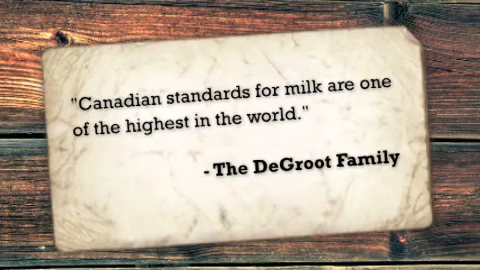 "Canadian standards for milk are one
of the highest in the world."
- The DeGroot Family